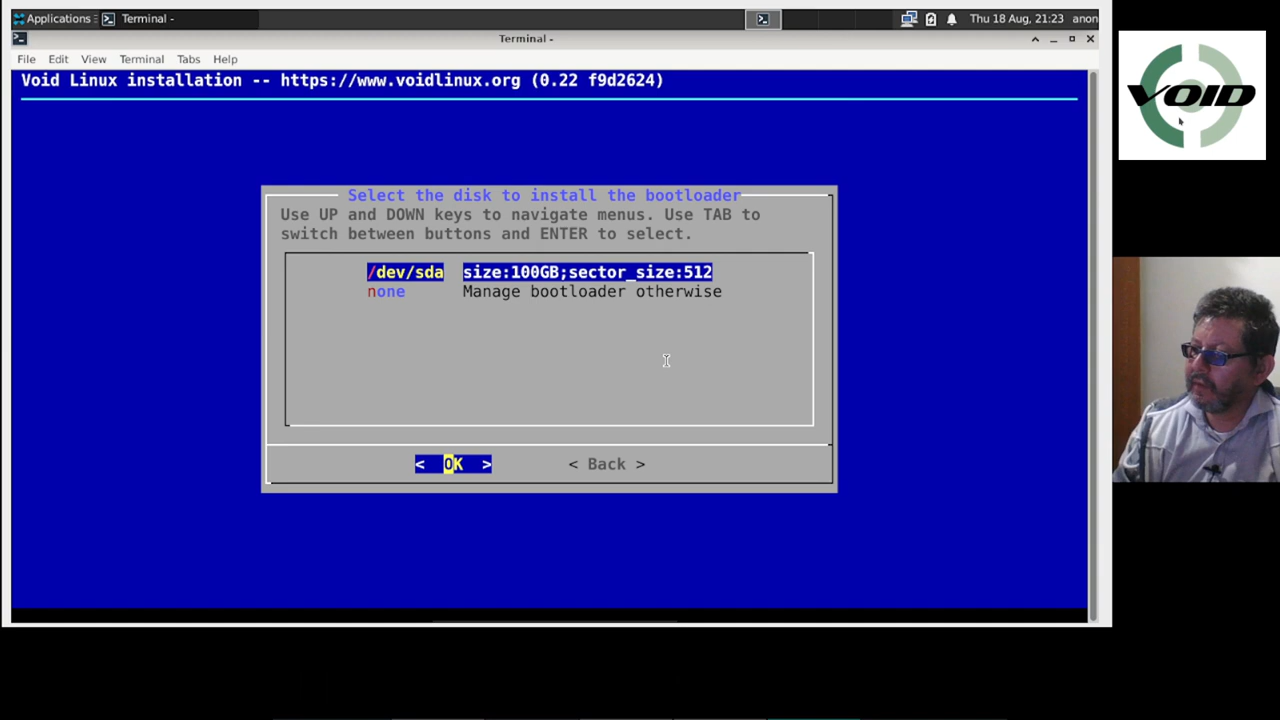 Applications
Terminal -
Thu 18 Aug, 21:23 anon
Terminal -
File Edit View Terminal Tabs Help
Void Linux installation -- https://www.voidlinux.org (0.22 f9d2624)
Select the disk to install the bootloader
Use UP and DOWN keys to navigate menus. Use TAB to
switch between buttons and ENTER to select.
/dev/sda size:100GB;sector_size:512
none Manage bootloader otherwise
< OK > < Back >
VOID